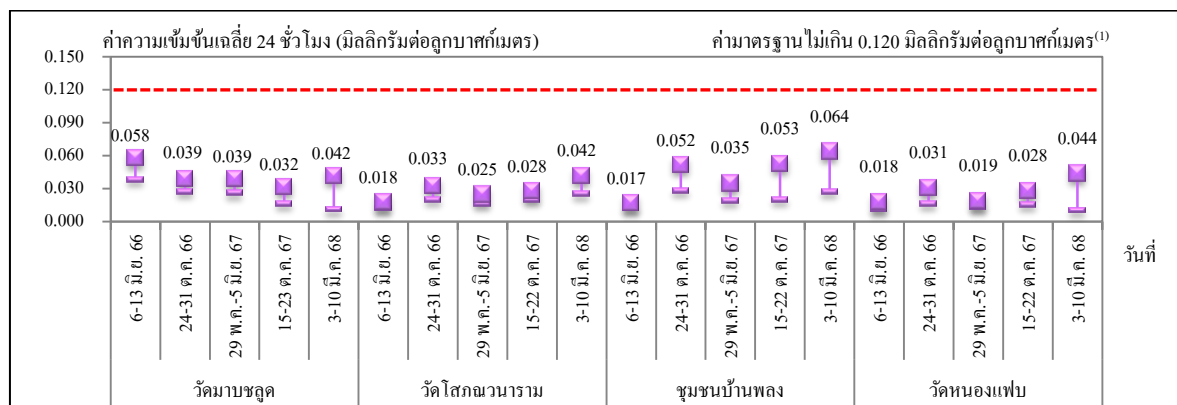 ค่าความเข้มข้นเฉลี่ย 24 ชั่วโมง (มิลลิกรัมต่อลูกบาศก์เมตร) ค่ามาตรฐานไม่เกิน 0.120 มิลลิกรัมต่อลูกบาศก์เมตร(1)
0.150
0.120
0.090
0.060
0.030
0.000
0.058 0.039 0.039 0.032 0.042 0.018 0.033 0.025 0.028 0.042 0.017 0.052 0.035 0.053 0.064 0.018 0.031 0.019 0.028 0.044
6-13 มิ.ย. 66
24-31 ต.ค. 66
29 พ.ค.-5 มิ.ย. 67
15-23 ต.ค. 67
3-10 มี.ค. 68
6-13 มิ.ย. 66
24-31 ต.ค. 66
29 พ.ค.-5 มิ.ย. 67
15-22 ต.ค. 67
3-10 มี.ค. 68
6-13 มิ.ย. 66
24-31 ต.ค. 66
29 พ.ค.-5 มิ.ย. 67
15-22 ต.ค. 67
3-10 มี.ค. 68
6-13 มิ.ย. 66
24-31 ต.ค. 66
29 พ.ค.-5 มิ.ย. 67
15-22 ต.ค. 67
3-10 มี.ค. 68
วันที่
วัดมาบชลูด วัดโสภณวนาราม ชุมชนบ้านพลง วัดหนองแฟบ